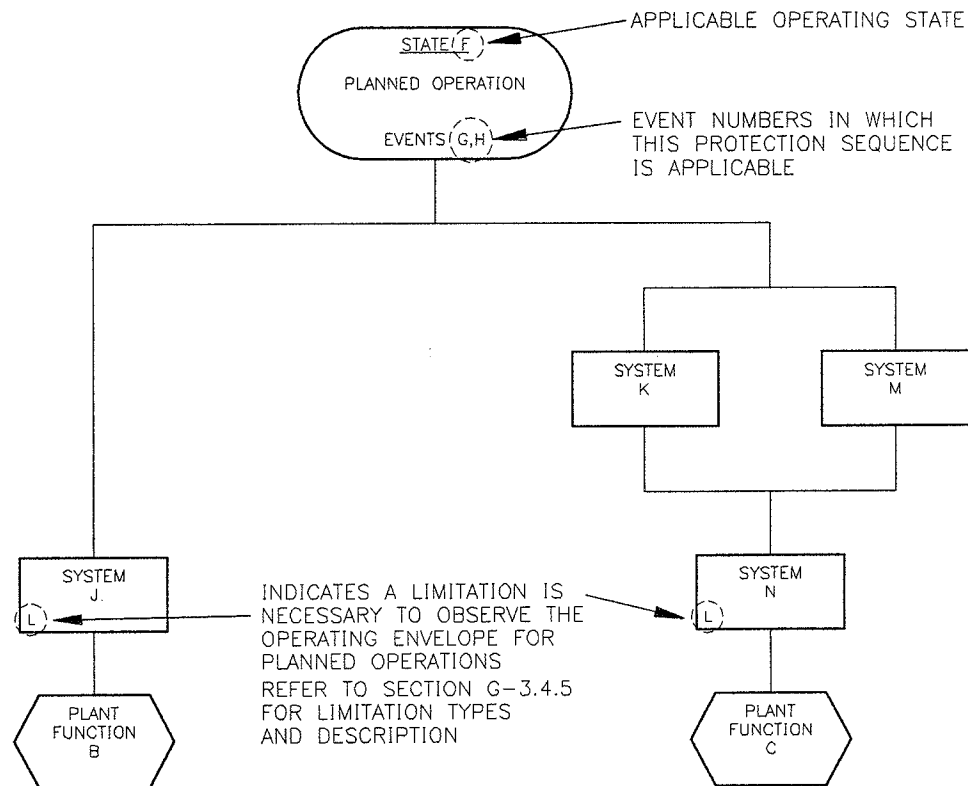 APPLICABLE OPERATING STATE
STATE F
PLANNED OPERATION
EVENTS G,H
EVENT NUMBERS IN WHICH
THIS PROTECTION SEQUENCE
IS APPLICABLE
SYSTEM
K
SYSTEM
M
SYSTEM
J.
L
INDICATES A LIMITATION IS
NECESSARY TO OBSERVE THE
OPERATING ENVELOPE FOR
PLANNED OPERATIONS
REFER TO SECTION G-3.4.5
FOR LIMITATION TYPES
AND DESCRIPTION
SYSTEM
N
L
PLANT
FUNCTION
B
PLANT
FUNCTION
C